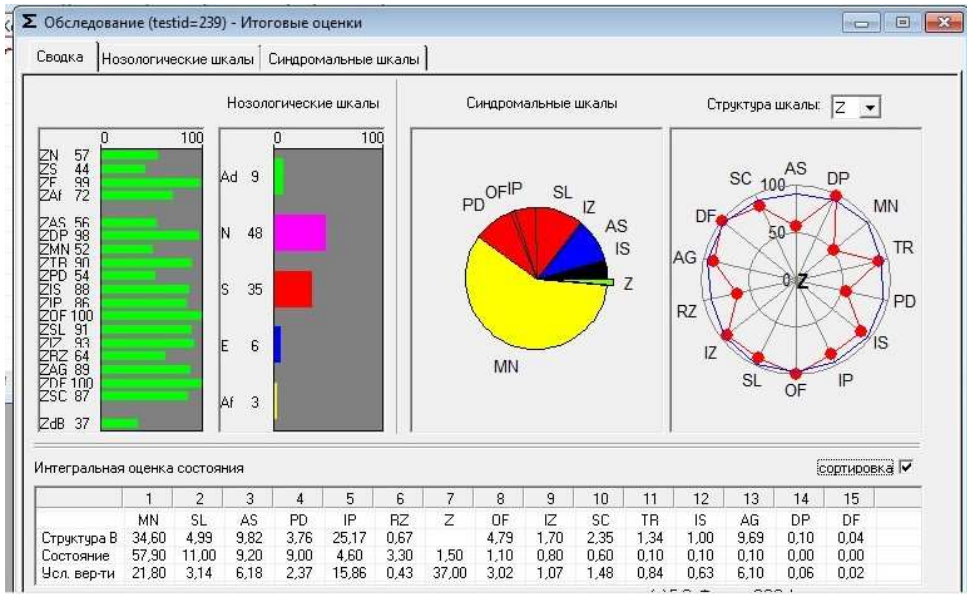 Σ Обследование (testid=239) - Итоговые оценки
Сводка Нозологические шкалы Синдромальные шкалы
Нозологические шкалы
Синдромальные шкалы
Структура шкалы: Z
0 100
ZN 57
ZS 44
ZE 99
ZAf 72
ZAS 56
ZDP 98
ZMN 52
ZTR 90
ZPD 54
ZIS 88
ZIP 86
ZOF 100
ZSL 91
ZIZ 93
ZRZ 64
ZAG 89
ZDF 100
ZSC 87
ZdB 37
0 100
Ad 9
N 48
S 35
E 6
Af 3
PD OF IP SL IZ AS IS Z MN
AS DP MN TR PD IS IP OF SL IZ RZ AG DF SC
100
50
0 Z
Интегральная оценка состояния
сортировка
1 2 3 4 5 6 7 8 9 10 11 12 13 14 15
MN SL AS PD IP RZ Z OF IZ SC TR IS AG DP DF
Структура В 34,60 4,99 9,82 3,76 25,17 0,67 4,79 1,70 2,35 1,34 1,00 9,69 0,10 0,04
Состояние 57,90 11,00 9,20 9,00 4,60 3,30 1,50 1,10 0,80 0,60 0,10 0,10 0,10 0,00 0,00
Усл. вер-ти 21,80 3,14 6,18 2,37 15,86 0,43 37,00 3,02 1,07 1,48 0,84 0,63 6,10 0,06 0,02